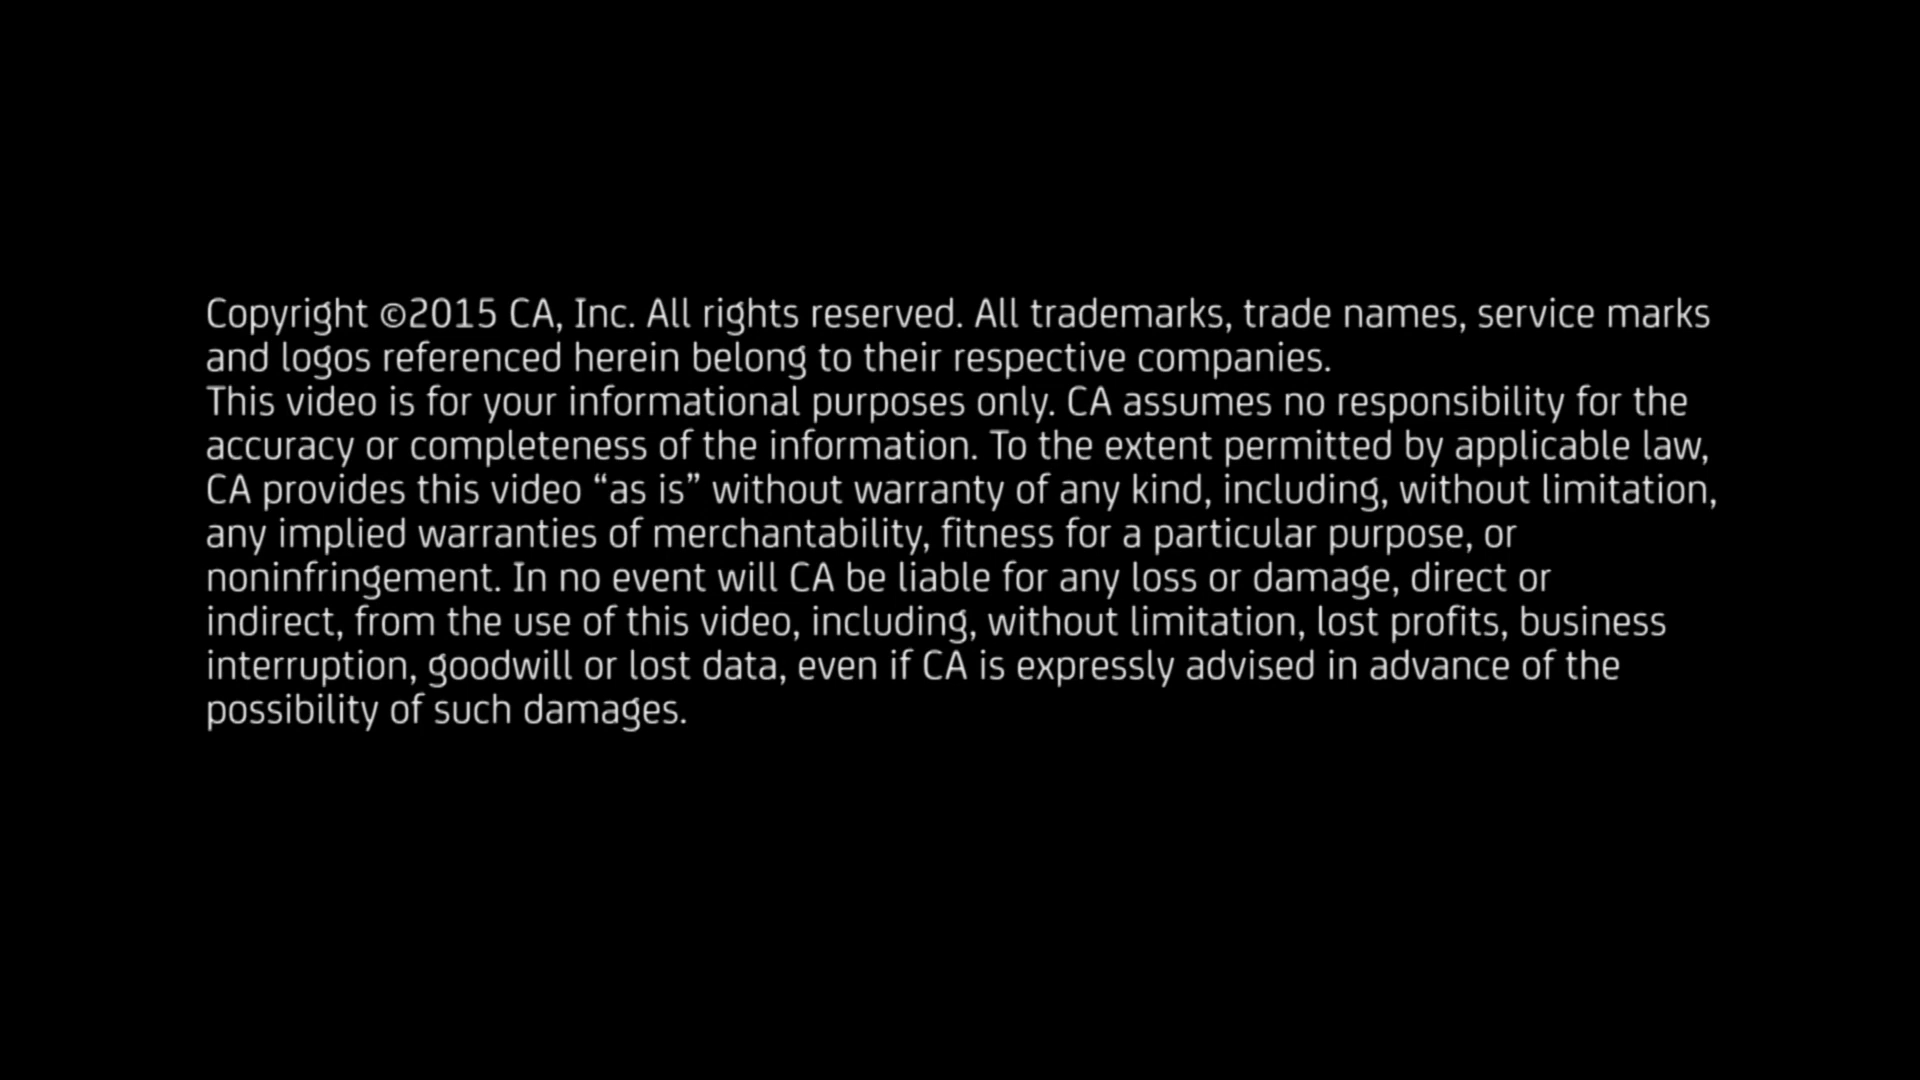 Copyright ©2015 CA, Inc. All rights reserved. All trademarks, trade names, service marks
and logos referenced herein belong to their respective companies.
This video is for your informational purposes only. CA assumes no responsibility for the
accuracy or completeness of the information. To the extent permitted by applicable law,
CA provides this video “as is” without warranty of any kind, including, without limitation,
any implied warranties of merchantability, fitness for a particular purpose, or
noninfringement. In no event will CA be liable for any loss or damage, direct or
indirect, from the use of this video, including, without limitation, lost profits, business
interruption, goodwill or lost data, even if CA is expressly advised in advance of the
possibility of such damages.